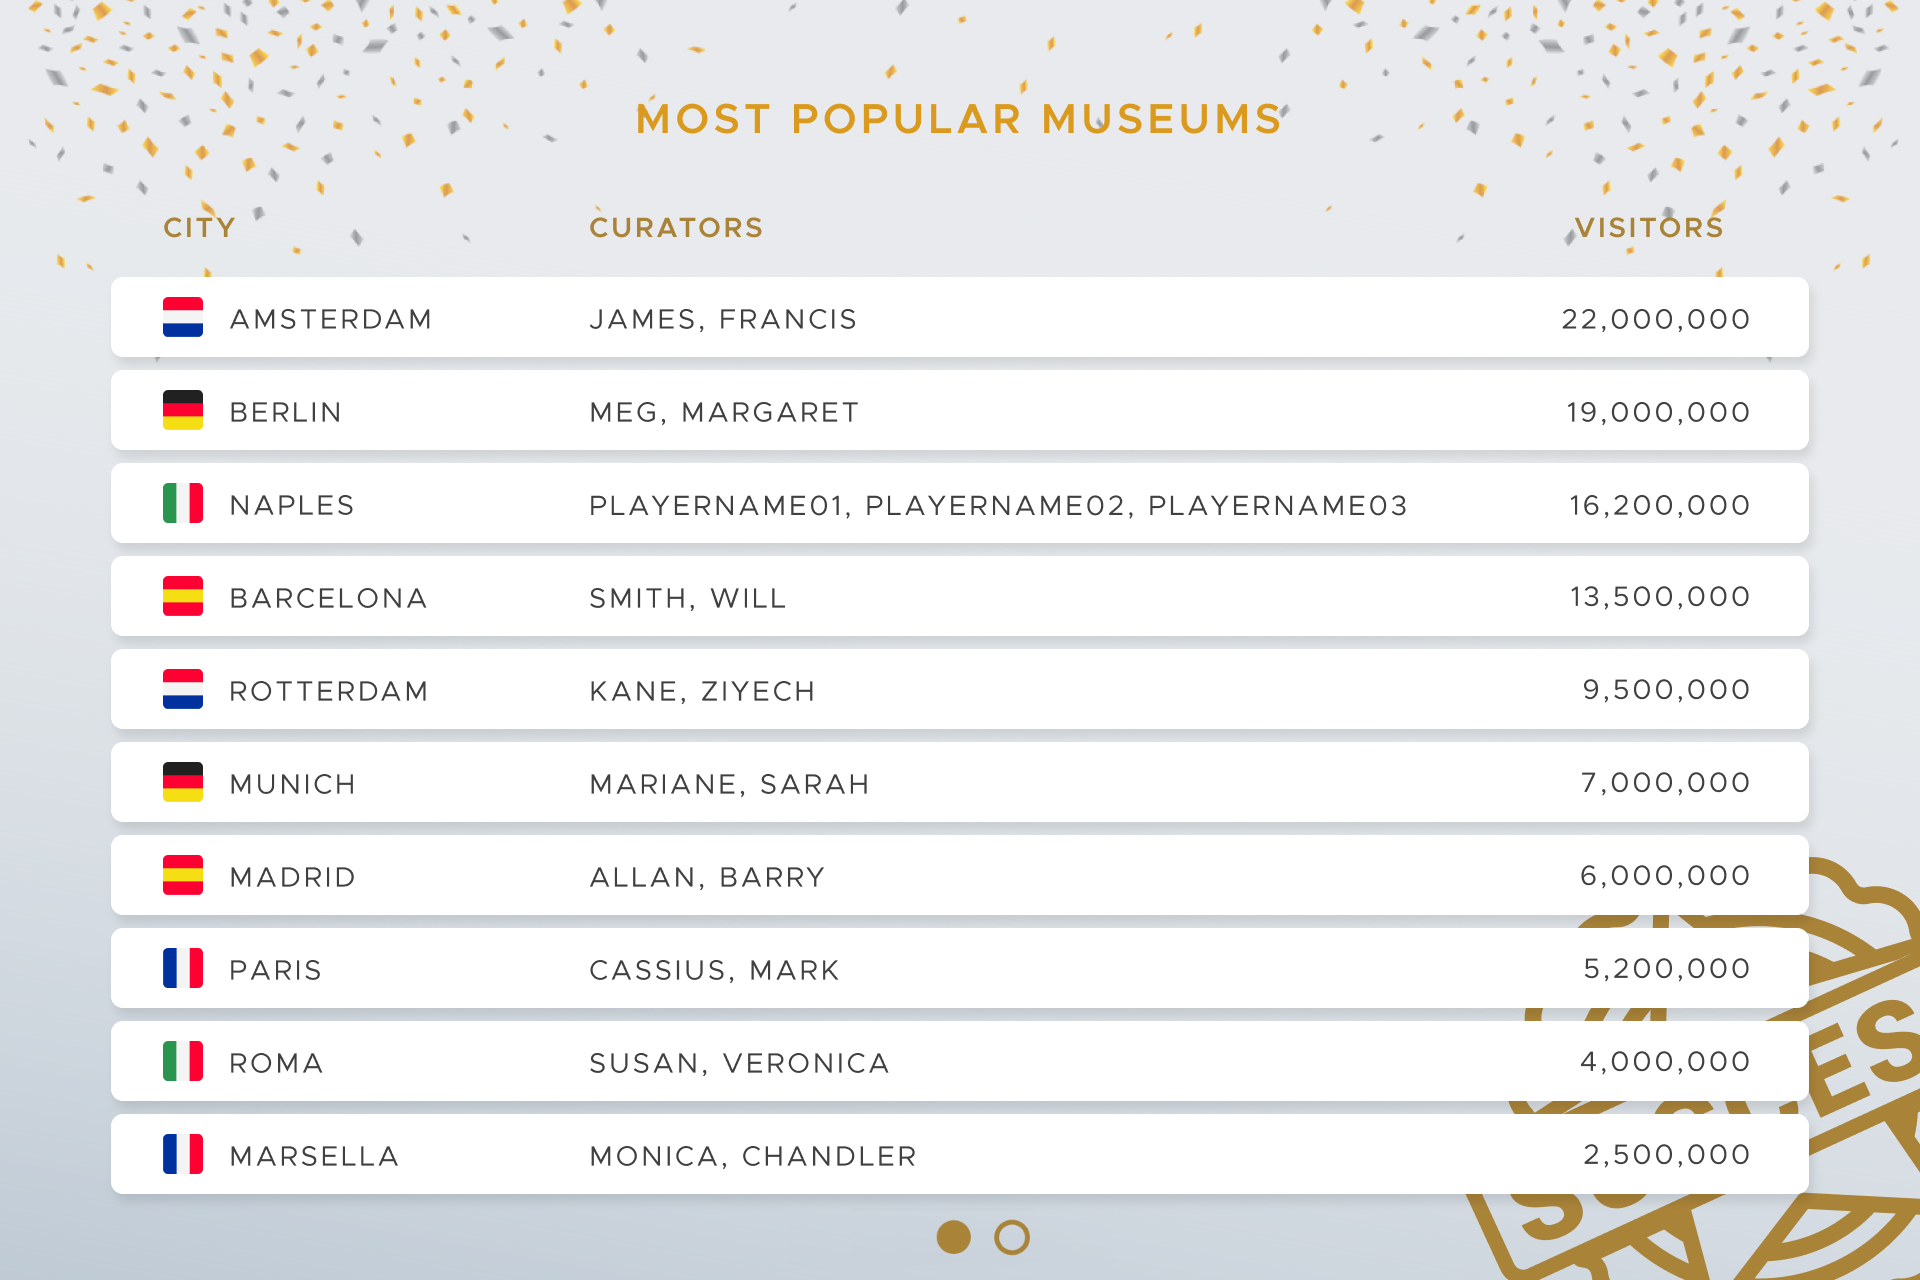 MOST POPULAR MUSEUMS
CITY CURATORS VISITORS
AMSTERDAM JAMES, FRANCIS 22,000,000
BERLIN MEG, MARGARET 19,000,000
NAPLES PLAYERNAME01, PLAYERNAME02, PLAYERNAME03 16,200,000
BARCELONA SMITH, WILL 13,500,000
ROTTERDAM KANE, ZIYECH 9,500,000
MUNICH MARIANE, SARAH 7,000,000
MADRID ALLAN, BARRY 6,000,000
PARIS CASSIUS, MARK 5,200,000
ROMA SUSAN, VERONICA 4,000,000
MARSELLA MONICA, CHANDLER 2,500,000